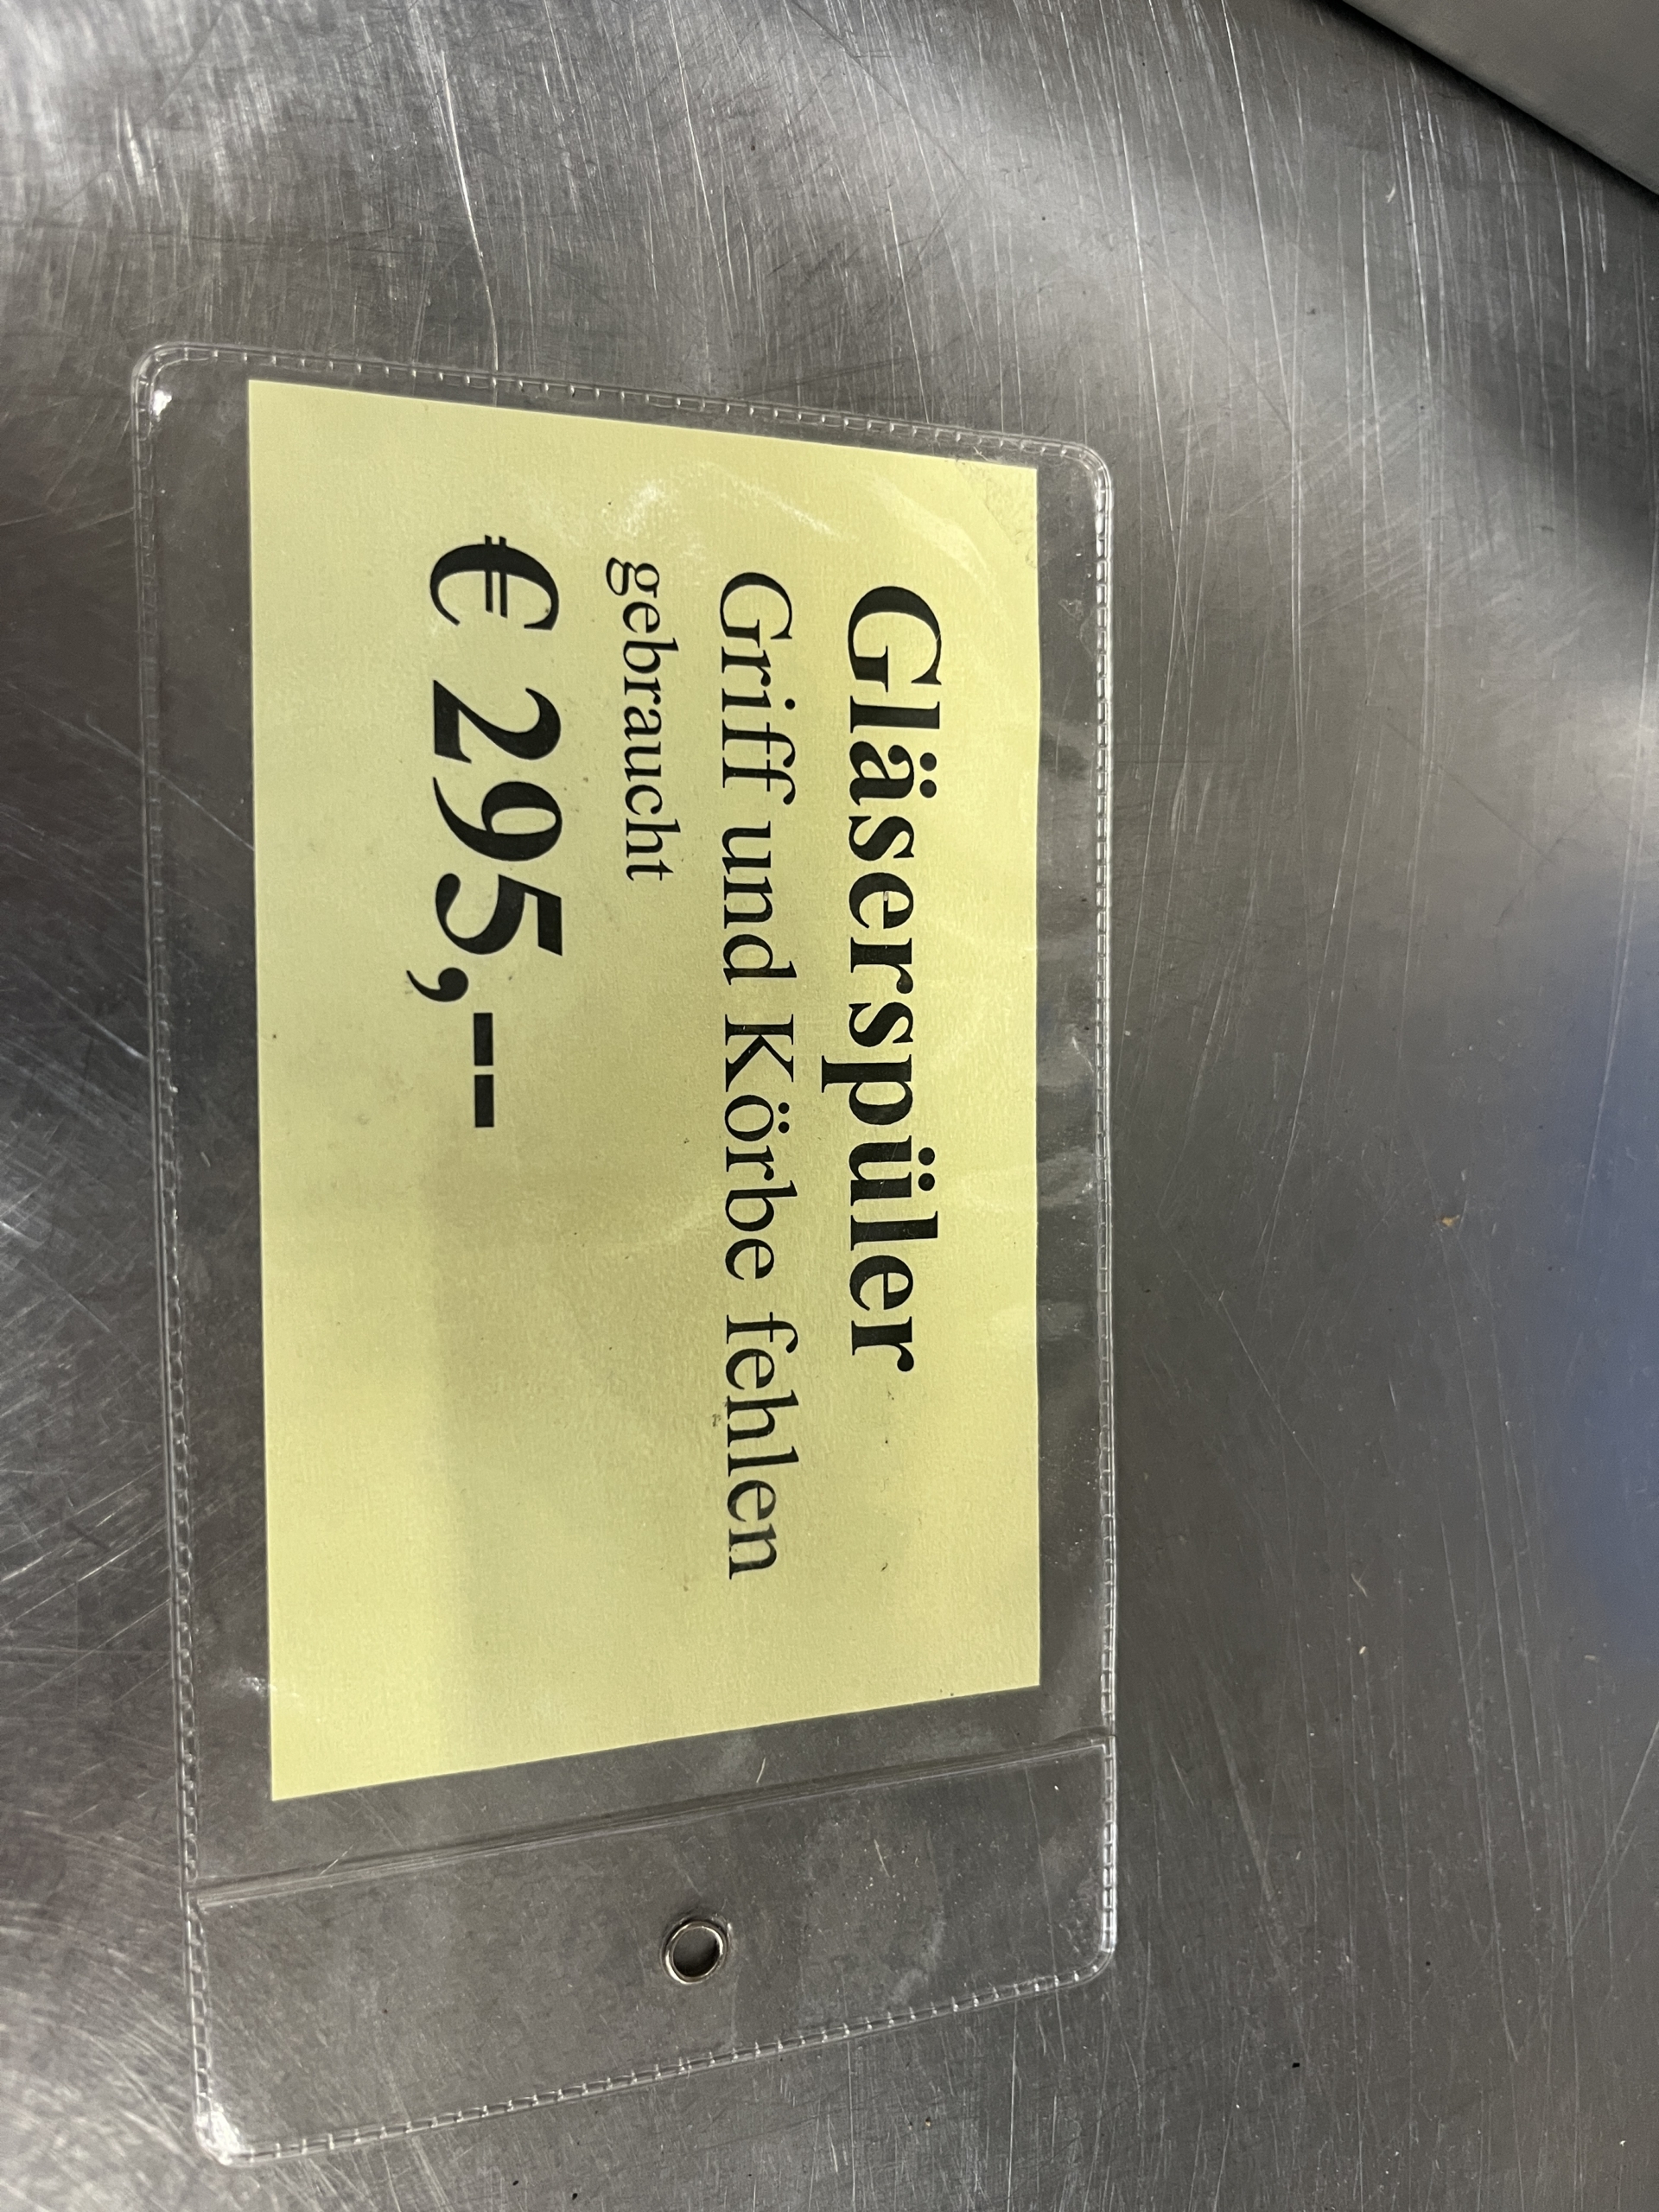 Gläserspüler
Griff und Körbe fehlen
gebraucht
€ 295,--